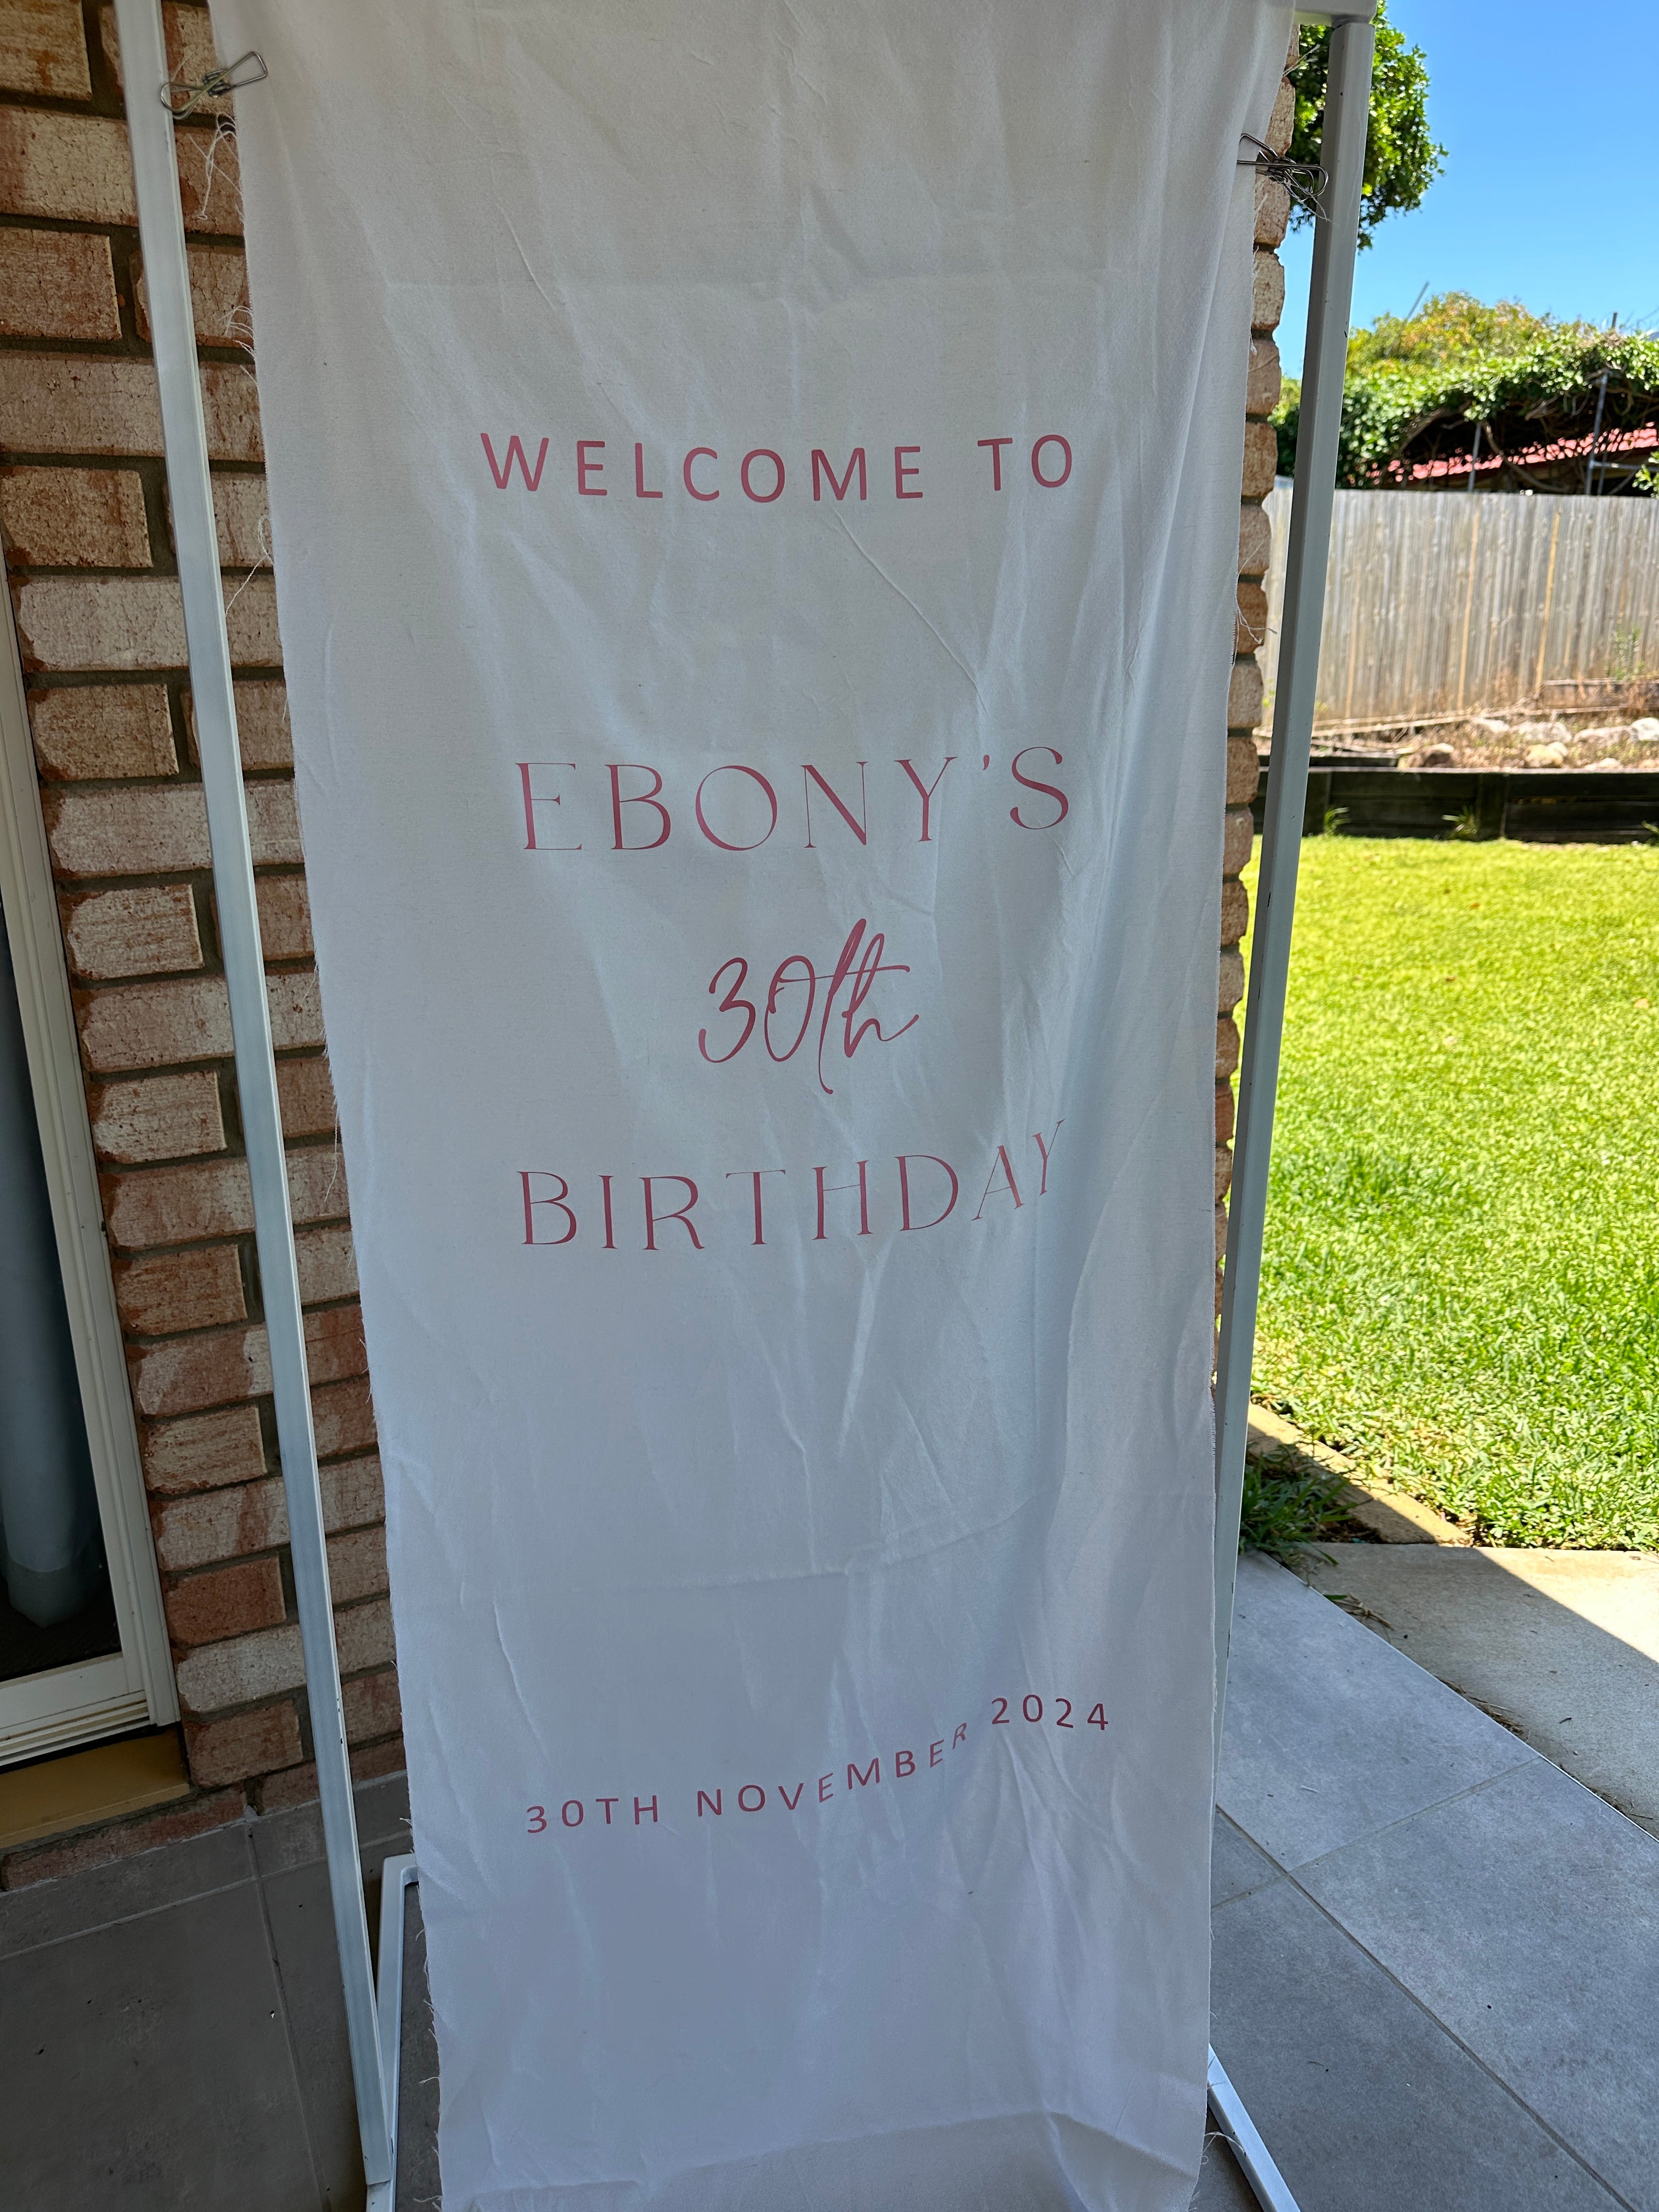 WELCOME TO
EBONY'S
30th
BIRTHDAY
30TH NOVEMBER 2024